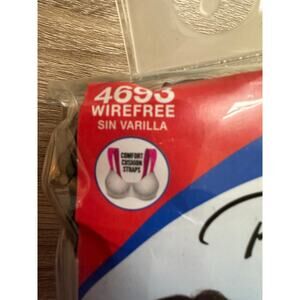 4693
WIREFREE
SIN VARILLA
COMFORT
CUSHION
STRAPS